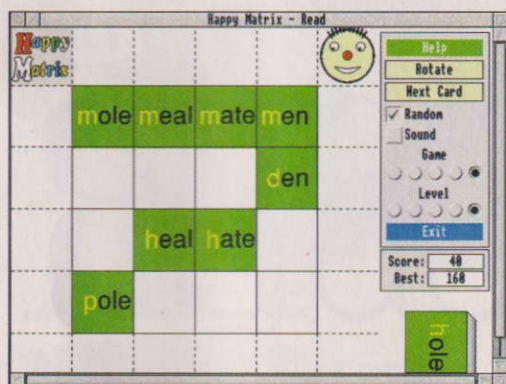 Happy Matrix - Read
Happy
Matrix
mole meal mate men
den
heal hate
pole
Help
Rotate
Next Card
Random
Sound
Game
Level
Exit
Score: 40
Best: 160
hole